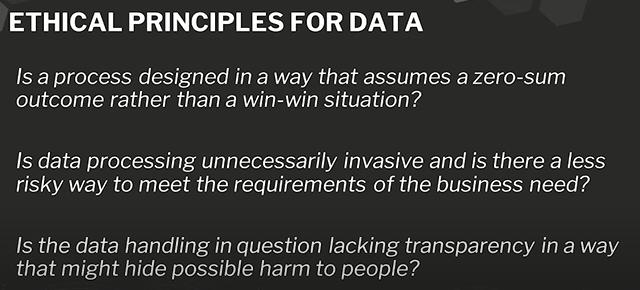 ETHICAL PRINCIPLES FOR DATA
Is a process designed in a way that assumes a zero-sum
outcome rather than a win-win situation?
Is data processing unnecessarily invasive and is there a less
risky way to meet the requirements of the business need?
Is the data handling in question lacking transparency in a way
that might hide possible harm to people?